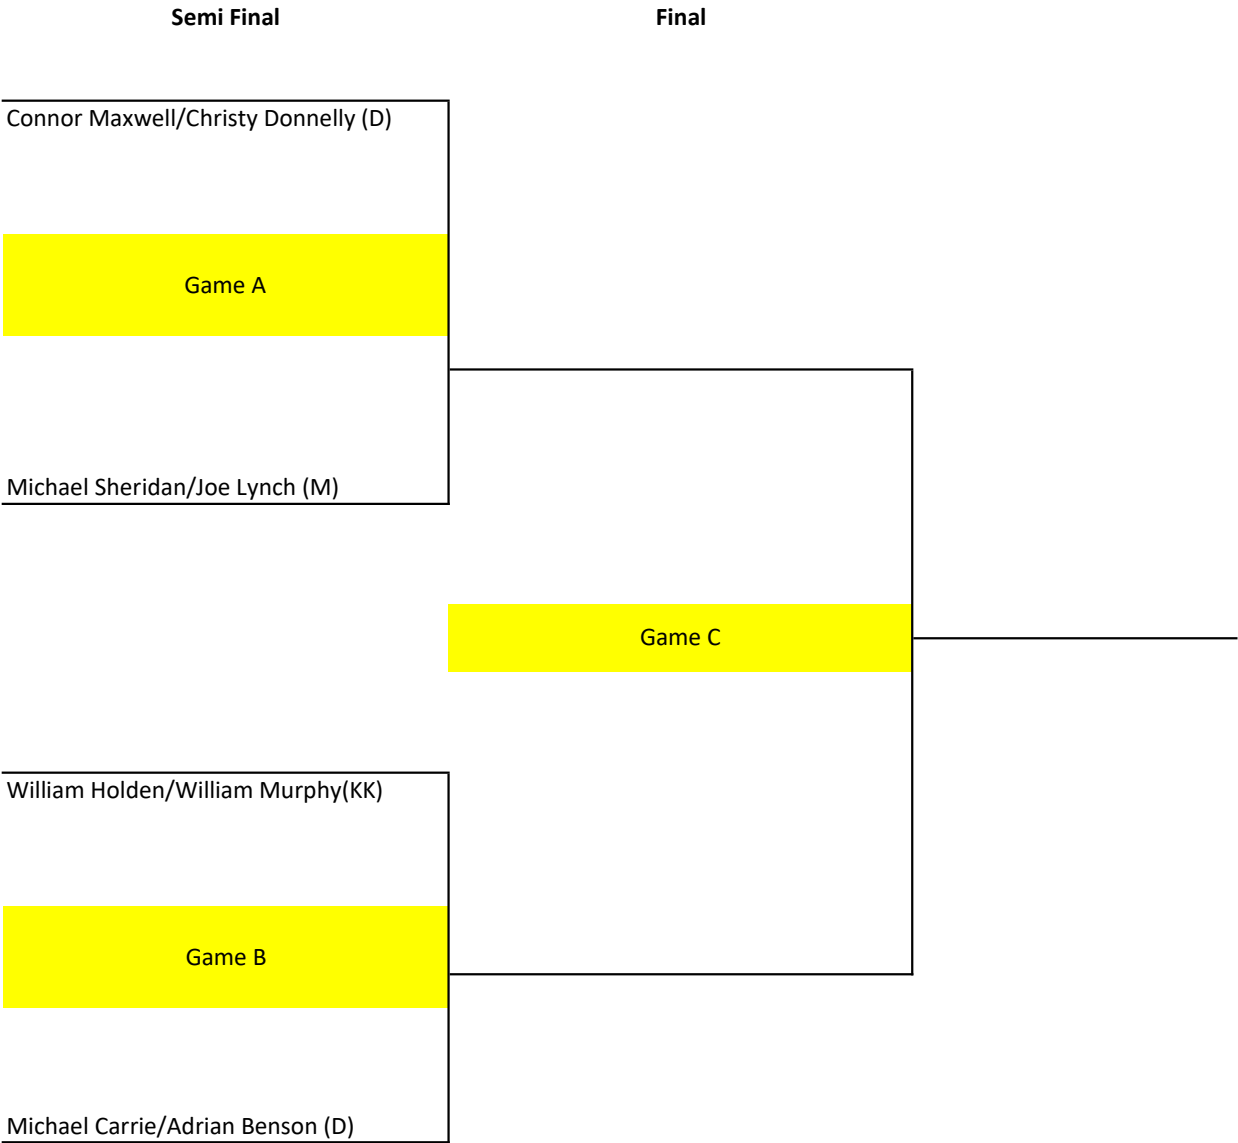 Semi Final
Final
Connor Maxwell/Christy Donnelly (D)
Game A
Michael Sheridan/Joe Lynch (M)
Game C
William Holden/William Murphy(KK)
Game B
Michael Carrie/Adrian Benson (D)